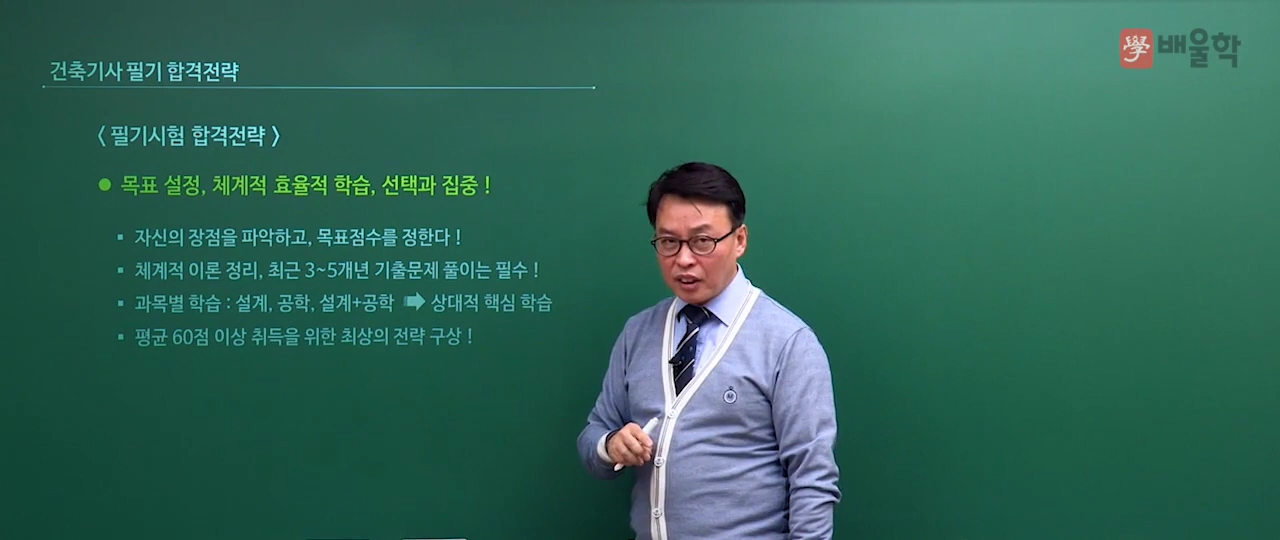 學 배울학
건축기사 필기 합격전략
〈 필기시험 합격전략 〉
● 목표 설정, 체계적 효율적 학습, 선택과 집중 !
▪ 자신의 장점을 파악하고, 목표점수를 정한다 !
▪ 체계적 이론 정리, 최근 3~5개년 기출문제 풀이는 필수 !
▪ 과목별 학습 : 설계, 공학, 설계+공학 ➡ 상대적 핵심 학습
▪ 평균 60점 이상 취득을 위한 최상의 전략 구상 !